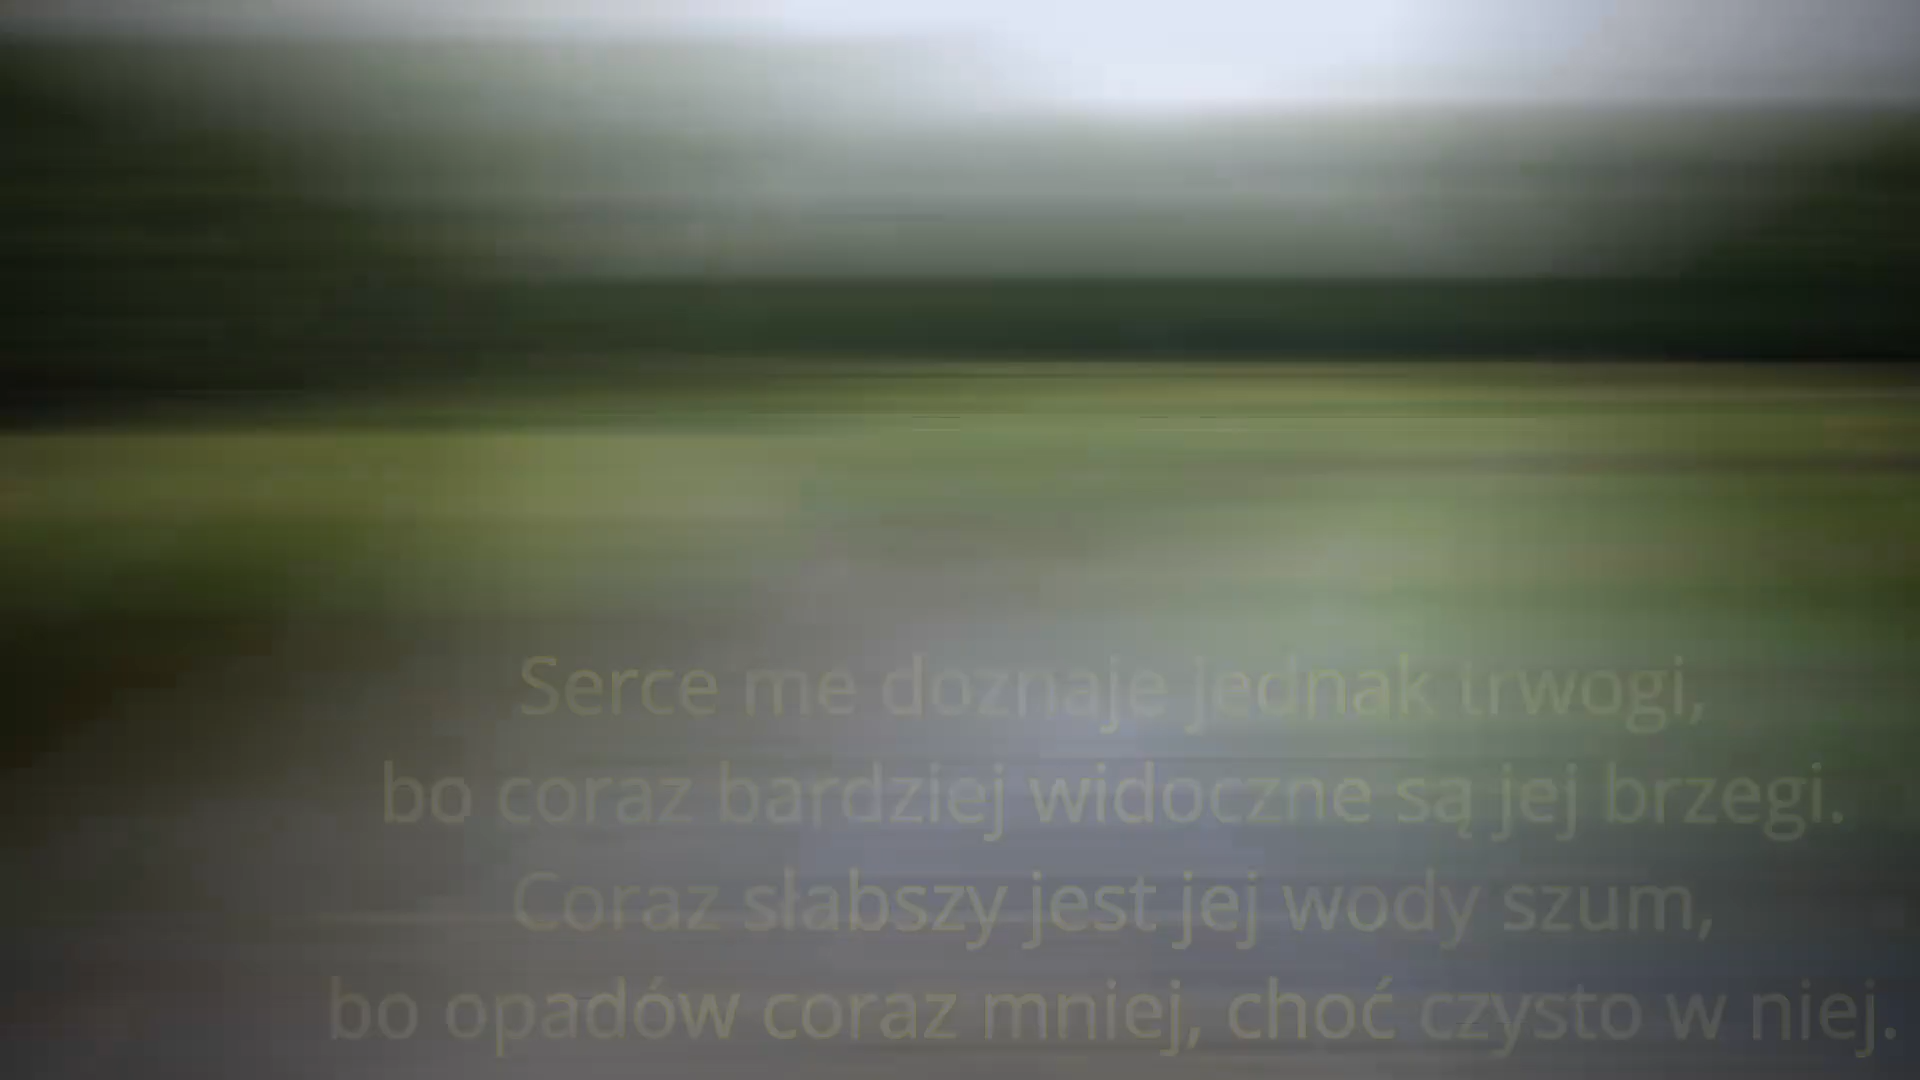 Serce me doznaje jednak trwogi,
bo coraz bardziej widoczne są jej brzegi.
Coraz słabszy jest jej wody szum,
bo opadów coraz mniej, choć czysto w niej.